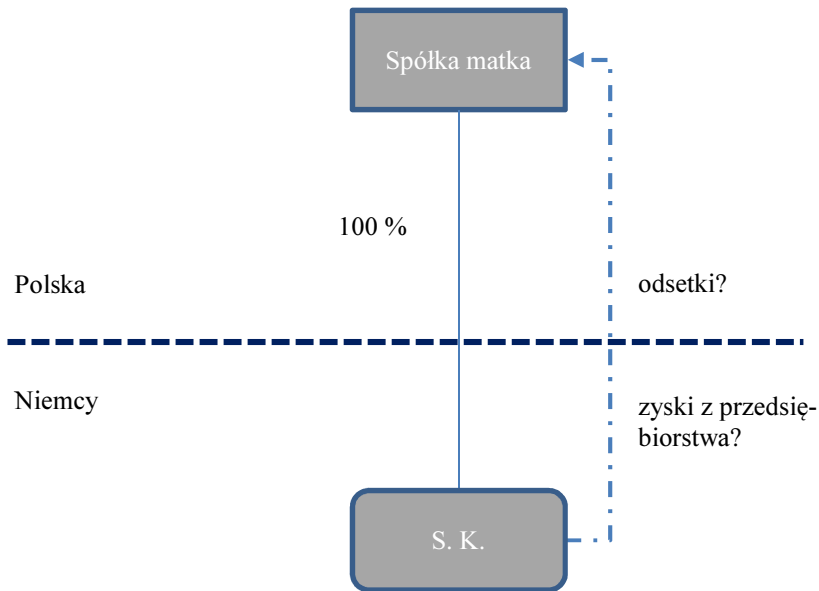 Spółka matka
100 %
Polska
odsetki?
Niemcy
zyski z przedsię-
biorstwa?
S. K.